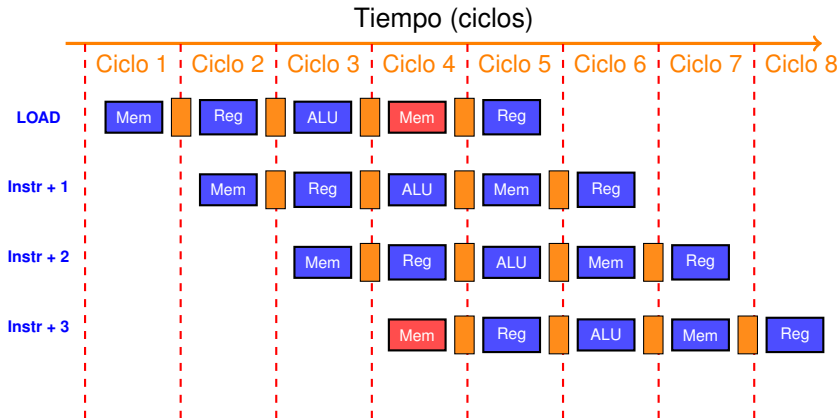 Tiempo (ciclos)
Ciclo 1 Ciclo 2 Ciclo 3 Ciclo 4 Ciclo 5 Ciclo 6 Ciclo 7 Ciclo 8
LOAD Mem Reg ALU Mem Reg
Instr + 1 Mem Reg ALU Mem Reg
Instr + 2 Mem Reg ALU Mem Reg
Instr + 3 Mem Reg ALU Mem Reg